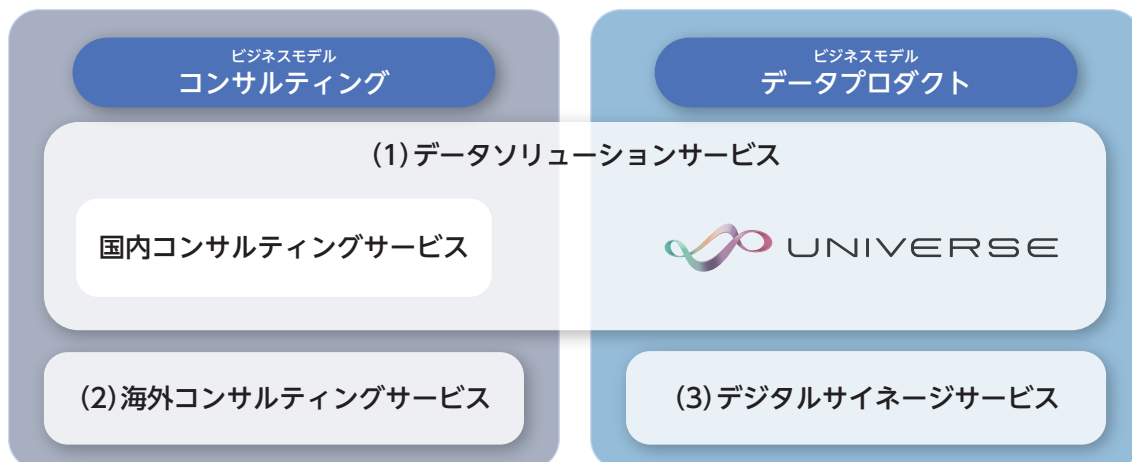 ビジネスモデル
コンサルティング
ビジネスモデル
データプロダクト
(1)データソリューションサービス
国内コンサルティングサービス
UNIVERSE
(2)海外コンサルティングサービス
(3)デジタルサイネージサービス